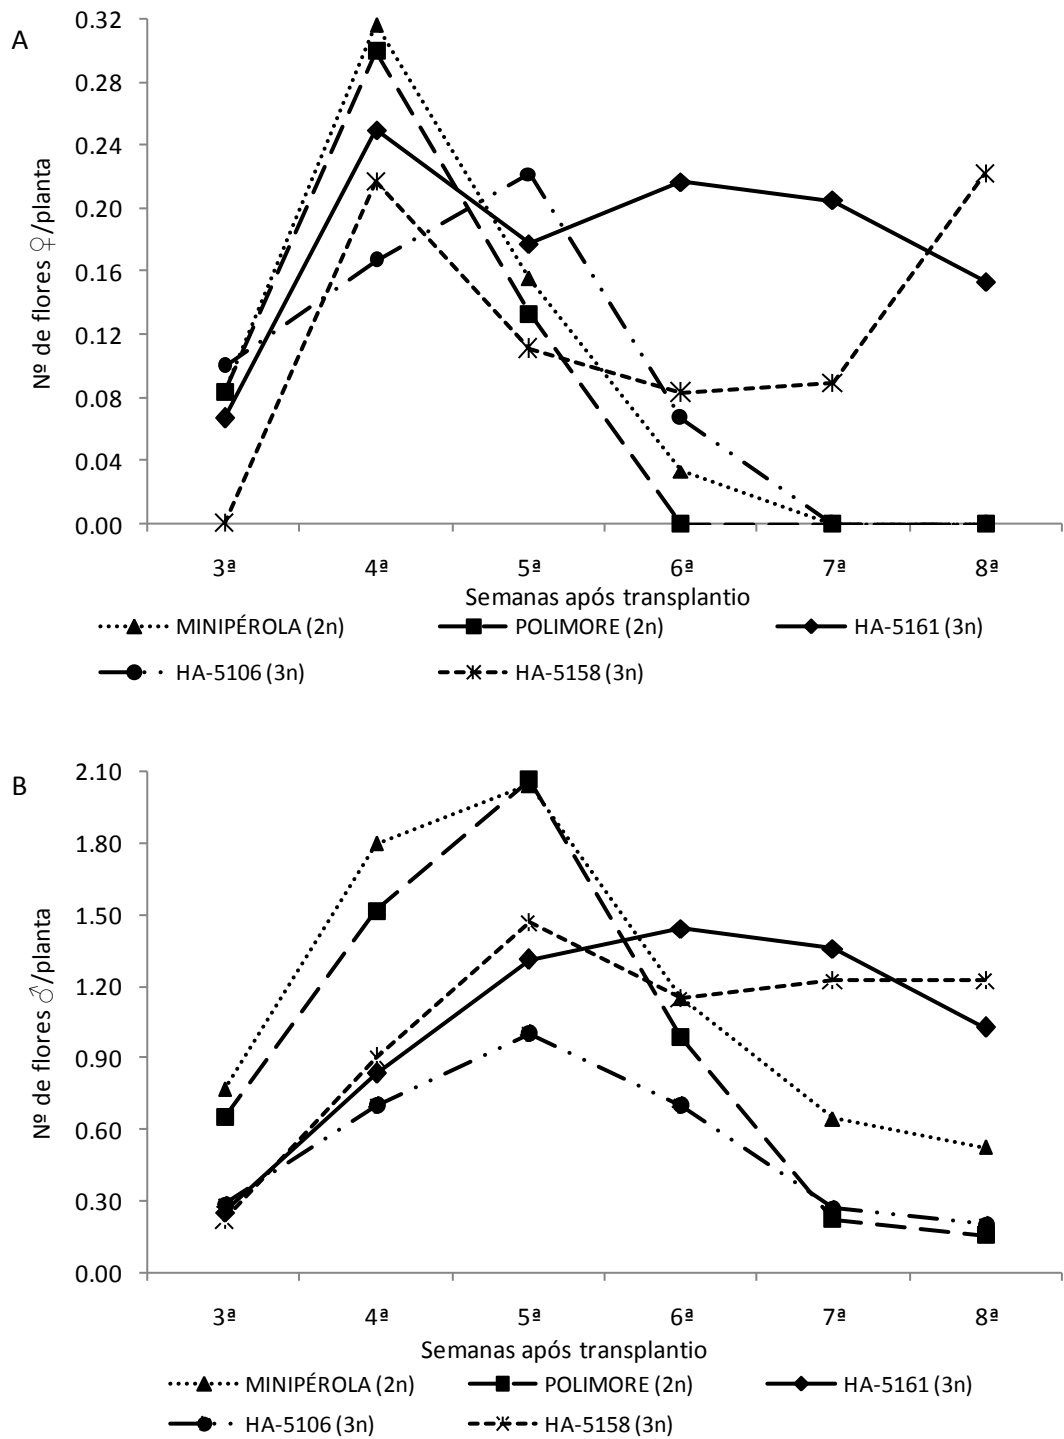 A
0.32
0.28
0.24
0.20
0.16
0.12
0.08
0.04
0.00
Nº de flores ♀/planta
3ª 4ª 5ª 6ª 7ª 8ª
Semanas após transplantio
MINIPÉROLA (2n) POLIMORE (2n) HA-5161 (3n)
HA-5106 (3n) HA-5158 (3n)
B
2.10
1.80
1.50
1.20
0.90
0.60
0.30
0.00
Nº de flores ♂/planta
3ª 4ª 5ª 6ª 7ª 8ª
Semanas após transplantio
MINIPÉROLA (2n) POLIMORE (2n) HA-5161 (3n)
HA-5106 (3n) HA-5158 (3n)